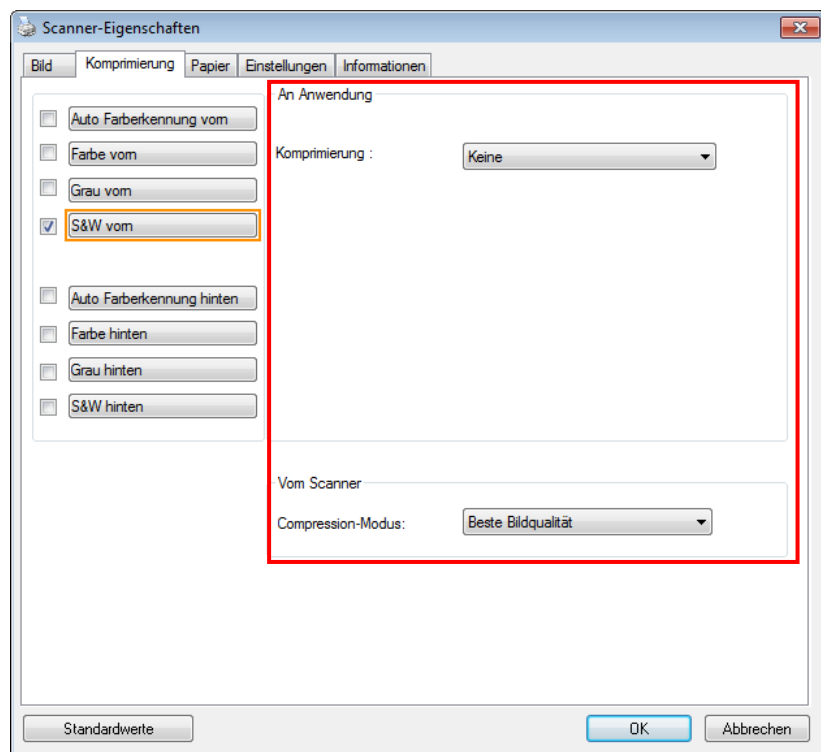 Scanner-Eigenschaften
Bild Komprimierung Papier Einstellungen Informationen
An Anwendung
Auto Farberkennung vorn
Farbe vorn
Komprimierung : Keine
Grau vorn
S&W vorn
Auto Farberkennung hinten
Farbe hinten
Grau hinten
S&W hinten
Vom Scanner
Compression-Modus: Beste Bildqualität
Standardwerte OK Abbrechen